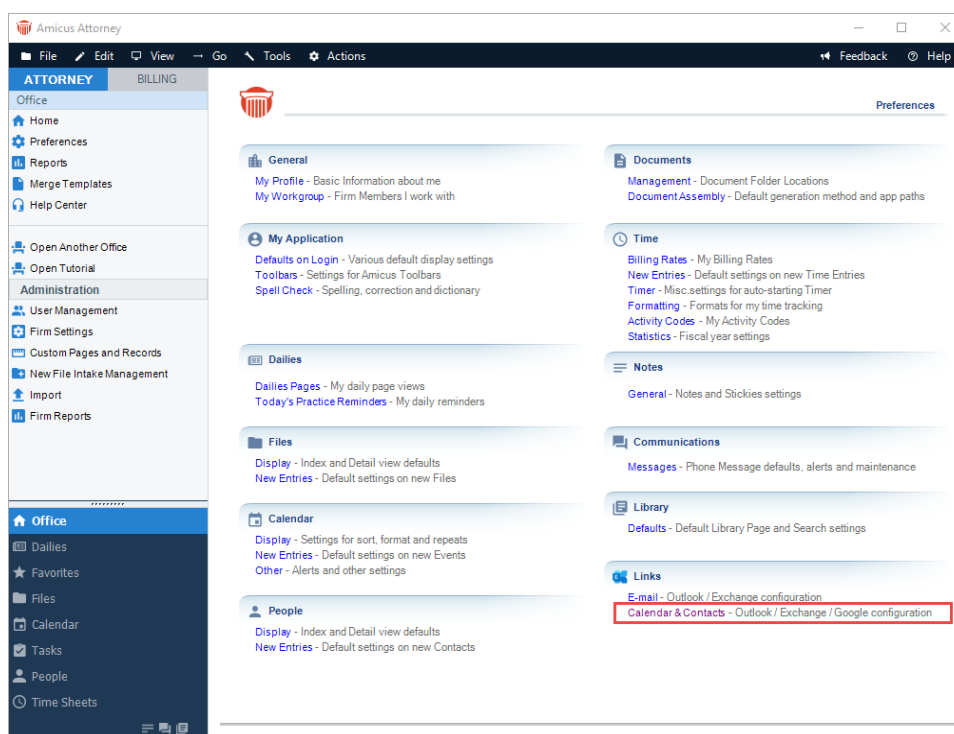 Amicus Attorney
File Edit View Go Tools Actions Feedback Help
ATTORNEY BILLING
Office
Home
Preferences
Reports
Merge Templates
Help Center
Open Another Office
Open Tutorial
Administration
User Management
Firm Settings
Custom Pages and Records
New File Intake Management
Import
Firm Reports
Office
Dailies
Favorites
Files
Calendar
Tasks
People
Time Sheets
Preferences
General
My Profile - Basic Information about me
My Workgroup - Firm Members I work with
My Application
Defaults on Login - Various default display settings
Toolbars - Settings for Amicus Toolbars
Spell Check - Spelling, correction and dictionary
Dailies
Dailies Pages - My daily page views
Today's Practice Reminders - My daily reminders
Files
Display - Index and Detail view defaults
New Entries - Default settings on new Files
Calendar
Display - Settings for sort, format and repeats
New Entries - Default settings on new Events
Other - Alerts and other settings
People
Display - Index and Detail view defaults
New Entries - Default settings on new Contacts
Documents
Management - Document Folder Locations
Document Assembly - Default generation method and app paths
Time
Billing Rates - My Billing Rates
New Entries - Default settings on new Time Entries
Timer - Misc.settings for auto-starting Timer
Formatting - Formats for my time tracking
Activity Codes - My Activity Codes
Statistics - Fiscal year settings
Notes
General - Notes and Stickies settings
Communications
Messages - Phone Message defaults, alerts and maintenance
Library
Defaults - Default Library Page and Search settings
Links
E-mail - Outlook / Exchange configuration
Calendar & Contacts - Outlook / Exchange / Google configuration